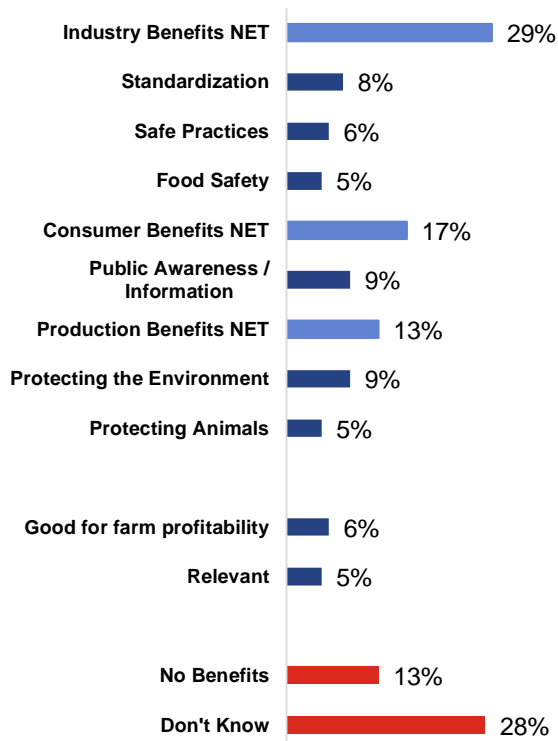 Industry Benefits NET 29%
Standardization 8%
Safe Practices 6%
Food Safety 5%
Consumer Benefits NET 17%
Public Awareness /
Information 9%
Production Benefits NET 13%
Protecting the Environment 9%
Protecting Animals 5%
Good for farm profitability 6%
Relevant 5%
No Benefits 13%
Don't Know 28%